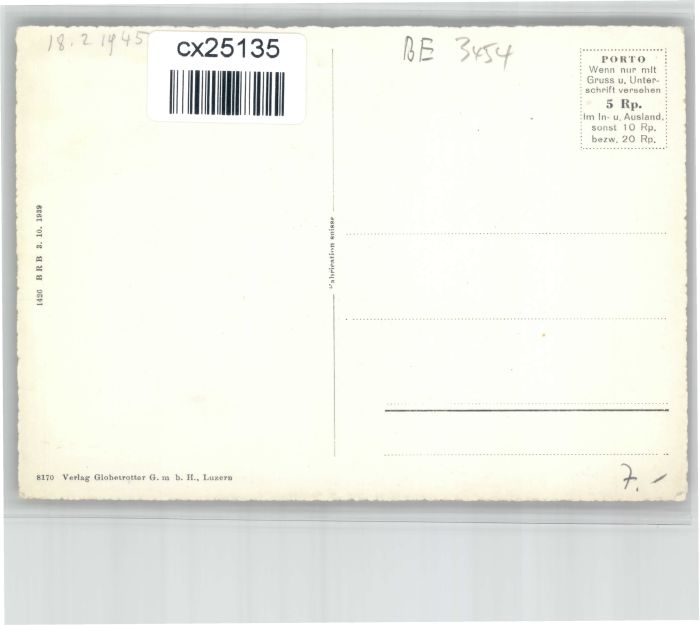 18.2 1945
cx25135
BE 3454
PORTO
Wenn nur mit
Gruss u. Unter-
schrift versehen
5 Rp.
Im In- u. Ausland,
sonst 10 Rp.
bezw. 20 Rp.
1426 BRB 3. 10. 1939
Fabrication suisse
8170 Verlag Globetrotter G. m b. H., Luzern
7.-